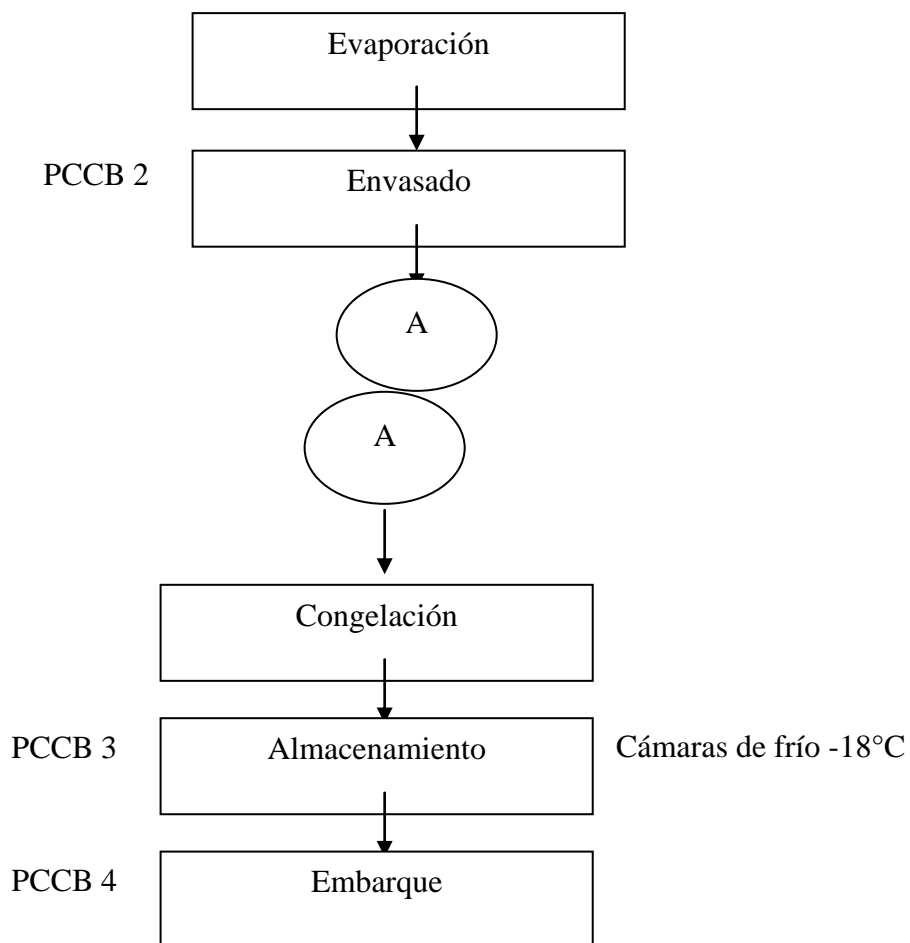 Evaporación
PCCB 2 Envasado
A
A
Congelación
PCCB 3 Almacenamiento Cámaras de frío -18°C
PCCB 4 Embarque